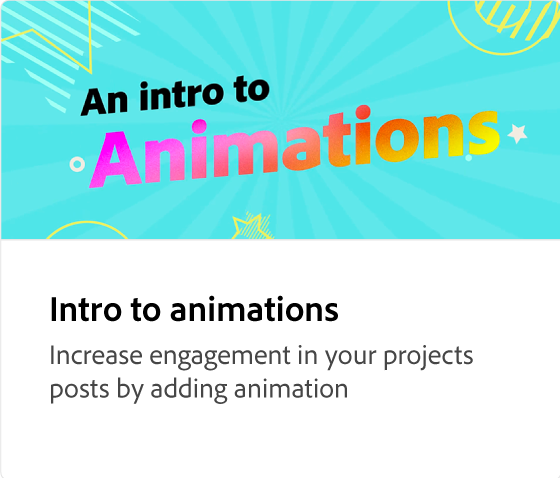 An intro to
Animations
Intro to animations
Increase engagement in your projects
posts by adding animation